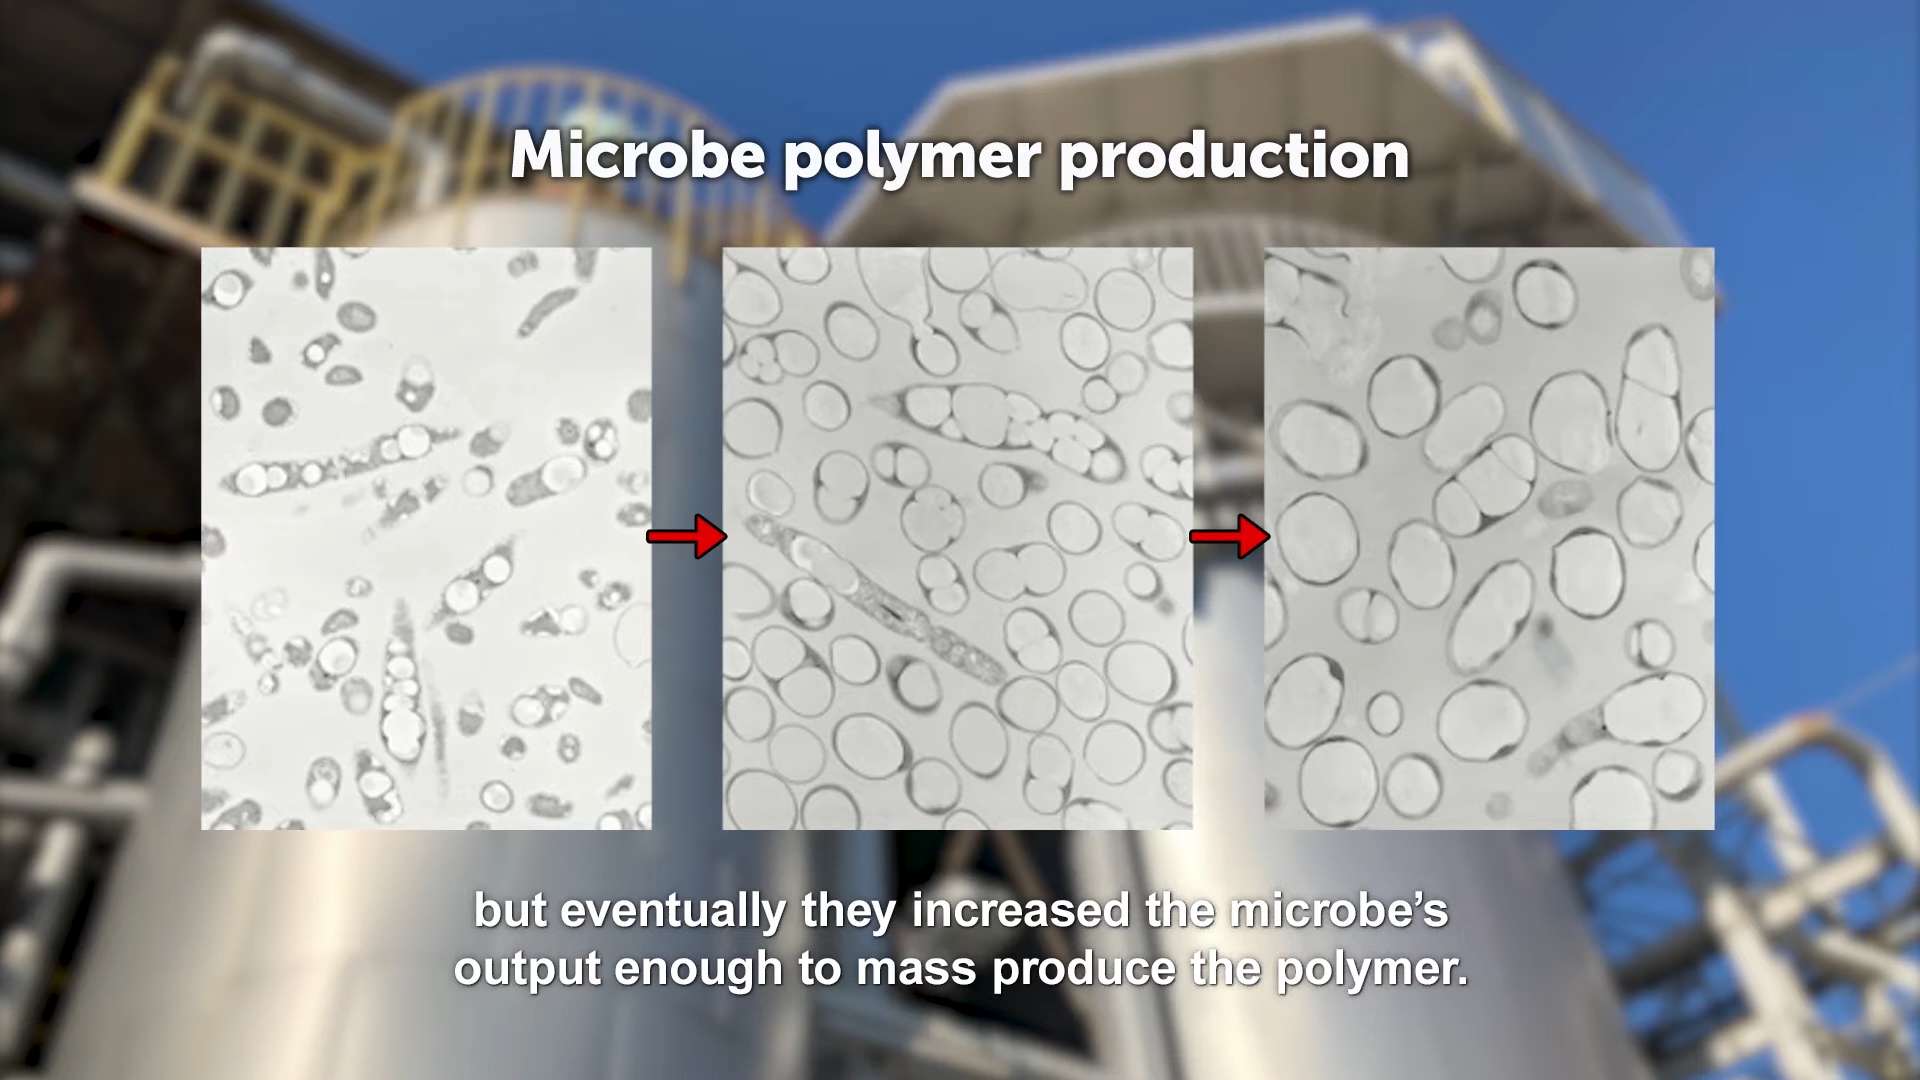 Microbe polymer production
but eventually they increased the microbe’s
output enough to mass produce the polymer.